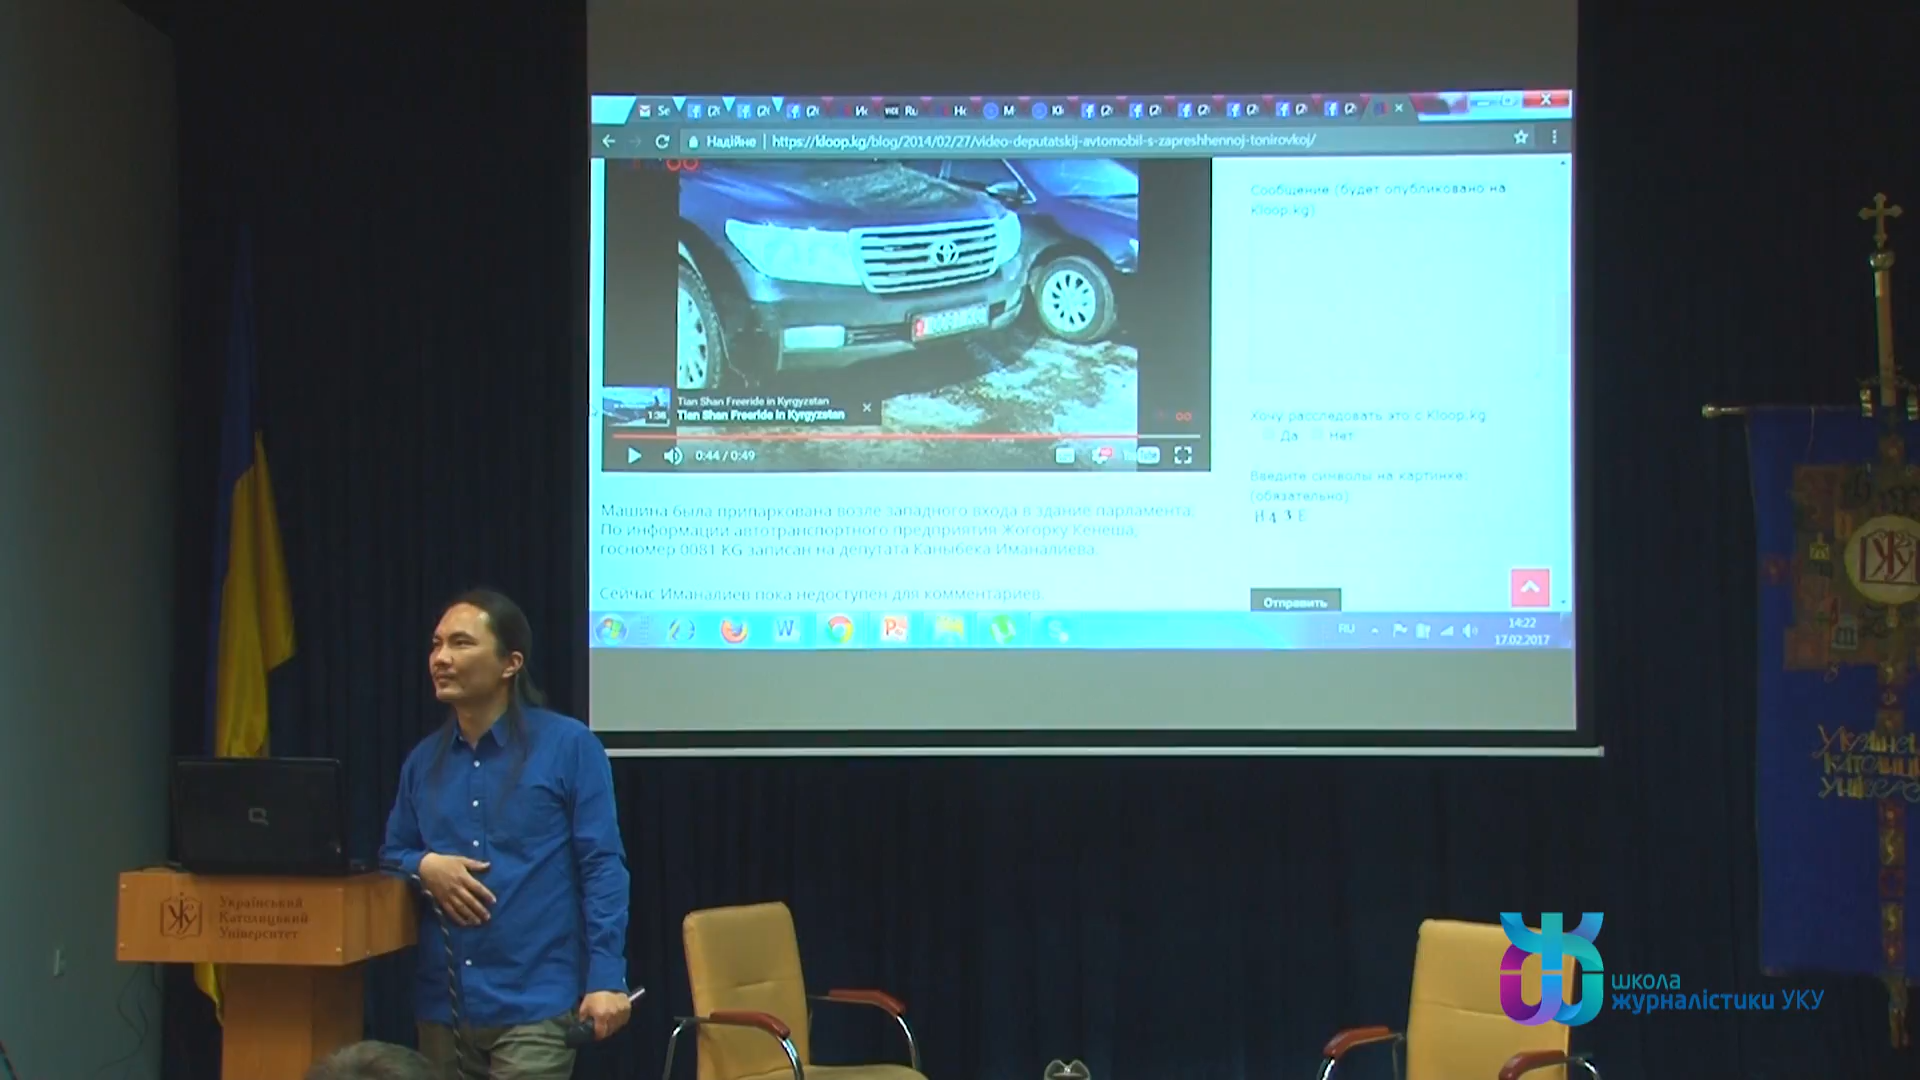 Se
Ru
Надійне
https://kloop.kg/blog/2014/02/27/video-deputatskij-avtomobil-s-zapreshhennoj-tonirovkoj/
Tian Shan Freeride in Kyrgyzstan
1:36
Tian Shan Freeride in Kyrgyzstan
0:44 / 0:49
Машина была припаркована возле западного входа в здание парламента.
По информации автотранспортного предприятия Жогорку Кенеша,
госномер 0081 KG записан на депутата Каныбека Иманалиева.
Сейчас Иманалиев пока недоступен для комментариев.
Сообщение (будет опубликовано на
Kloop.kg)
Хочу расследовать это с Kloop.kg
Да Нет
Введите символы на картинке:
(обязательно)
Отправить
RU
14:22
17.02.2017
Український
Католицький
Університет
школа
журналістики УКУ